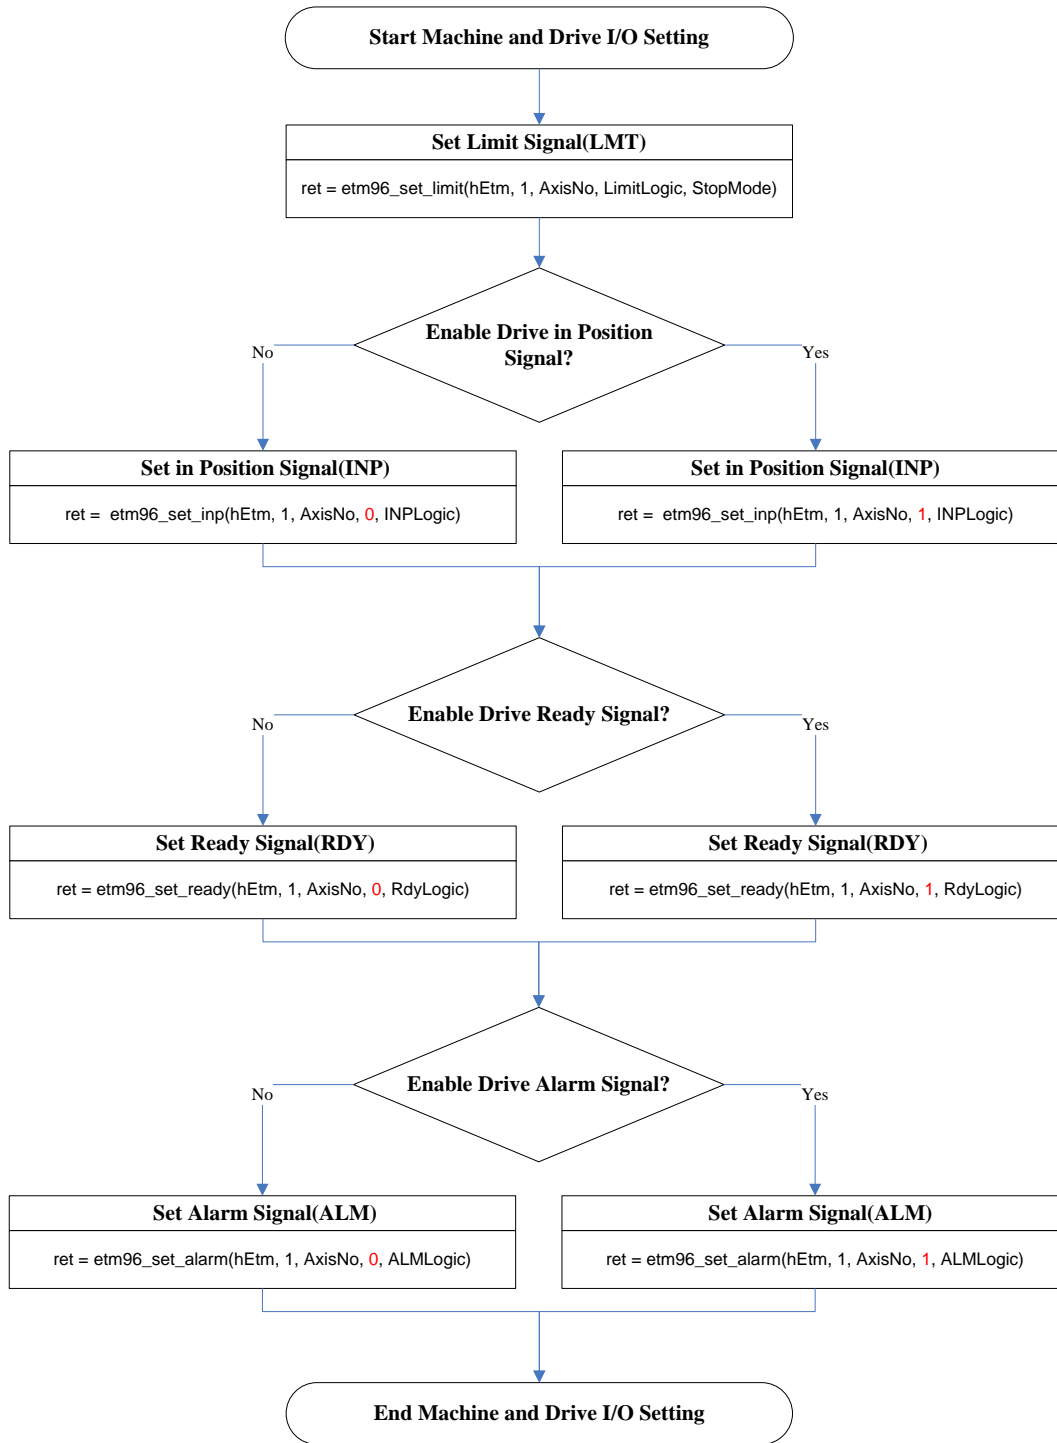 Start Machine and Drive I/O Setting
Set Limit Signal(LMT)
ret = etm96_set_limit(hEtm, 1, AxisNo, LimitLogic, StopMode)
Enable Drive in Position
Signal?
No
Yes
Set in Position Signal(INP)
ret =  etm96_set_inp(hEtm, 1, AxisNo, 0, INPLogic)
Set in Position Signal(INP)
ret =  etm96_set_inp(hEtm, 1, AxisNo, 1, INPLogic)
Enable Drive Ready Signal?
No
Yes
Set Ready Signal(RDY)
ret = etm96_set_ready(hEtm, 1, AxisNo, 0, RdyLogic)
Set Ready Signal(RDY)
ret = etm96_set_ready(hEtm, 1, AxisNo, 1, RdyLogic)
Enable Drive Alarm Signal?
No
Yes
Set Alarm Signal(ALM)
ret = etm96_set_alarm(hEtm, 1, AxisNo, 0, ALMLogic)
Set Alarm Signal(ALM)
ret = etm96_set_alarm(hEtm, 1, AxisNo, 1, ALMLogic)
End Machine and Drive I/O Setting